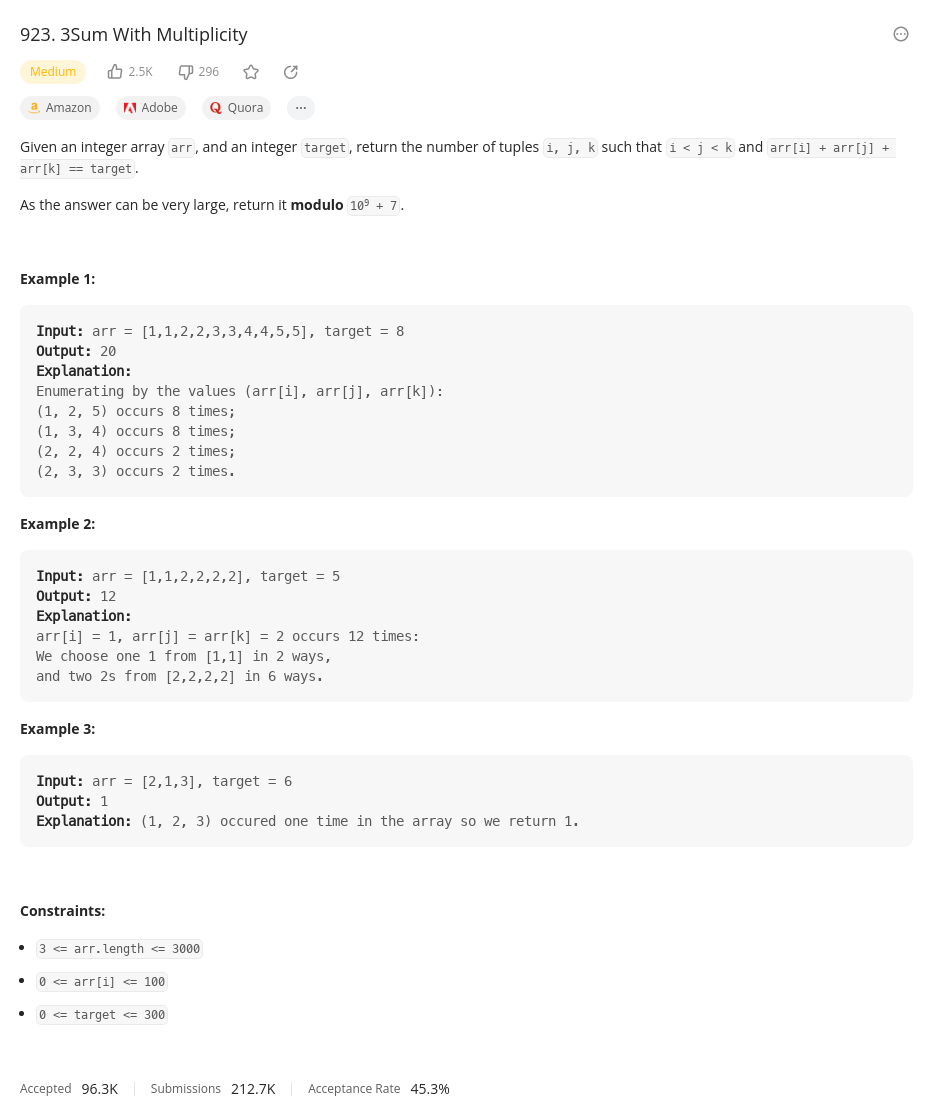 923. 3Sum With Multiplicity
Medium 2.5K 296
Amazon Adobe Quora ...
Given an integer array arr, and an integer target, return the number of tuples i, j, k such that i < j < k and arr[i] + arr[j] +
arr[k] == target.
As the answer can be very large, return it modulo 10⁹ + 7.
Example 1:
Input: arr = [1,1,2,2,3,3,4,4,5,5], target = 8
Output: 20
Explanation:
Enumerating by the values (arr[i], arr[j], arr[k]):
(1, 2, 5) occurs 8 times;
(1, 3, 4) occurs 8 times;
(2, 2, 4) occurs 2 times;
(2, 3, 3) occurs 2 times.
Example 2:
Input: arr = [1,1,2,2,2,2], target = 5
Output: 12
Explanation:
arr[i] = 1, arr[j] = arr[k] = 2 occurs 12 times:
We choose one 1 from [1,1] in 2 ways,
and two 2s from [2,2,2,2] in 6 ways.
Example 3:
Input: arr = [2,1,3], target = 6
Output: 1
Explanation: (1, 2, 3) occured one time in the array so we return 1.
Constraints:
• 3 <= arr.length <= 3000
• 0 <= arr[i] <= 100
• 0 <= target <= 300
Accepted 96.3K Submissions 212.7K Acceptance Rate 45.3%